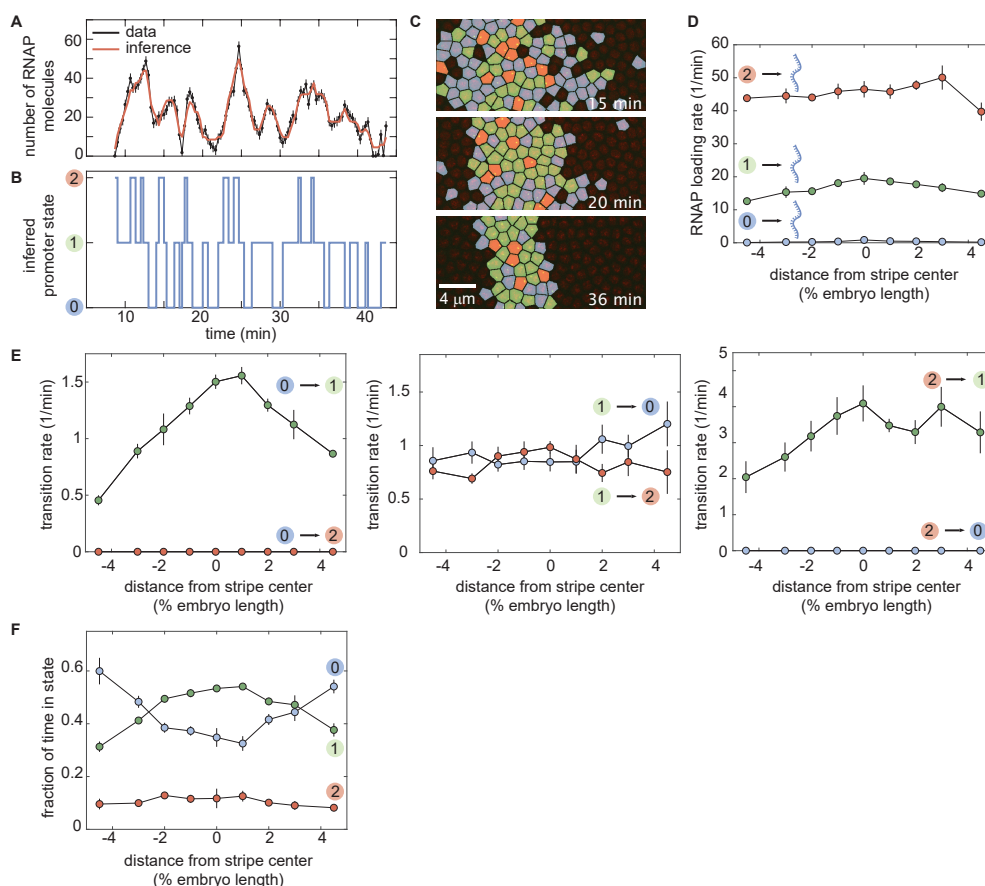 A
data
inference
number of RNAP
molecules
60
40
20
0
B
inferred
promoter state
2
1
0
10
20
30
40
time (min)
C
15 min
20 min
4 μm
36 min
D
RNAP loading rate (1/min)
60
50
40
30
20
10
0
2
1
0
-4
-2
0
2
4
distance from stripe center
(% embryo length)
E
transition rate (1/min)
1.5
1
0.5
0
0 → 1
0 → 2
-4
-2
0
2
4
distance from stripe center
(% embryo length)
transition rate (1/min)
1.5
1
0.5
0
1 → 0
1 → 2
-4
-2
0
2
4
distance from stripe center
(% embryo length)
transition rate (1/min)
5
4
3
2
1
0
2 → 1
2 → 0
-4
-2
0
2
4
distance from stripe center
(% embryo length)
F
fraction of time in state
0.6
0.4
0.2
0
0
1
2
-4
-2
0
2
4
distance from stripe center
(% embryo length)